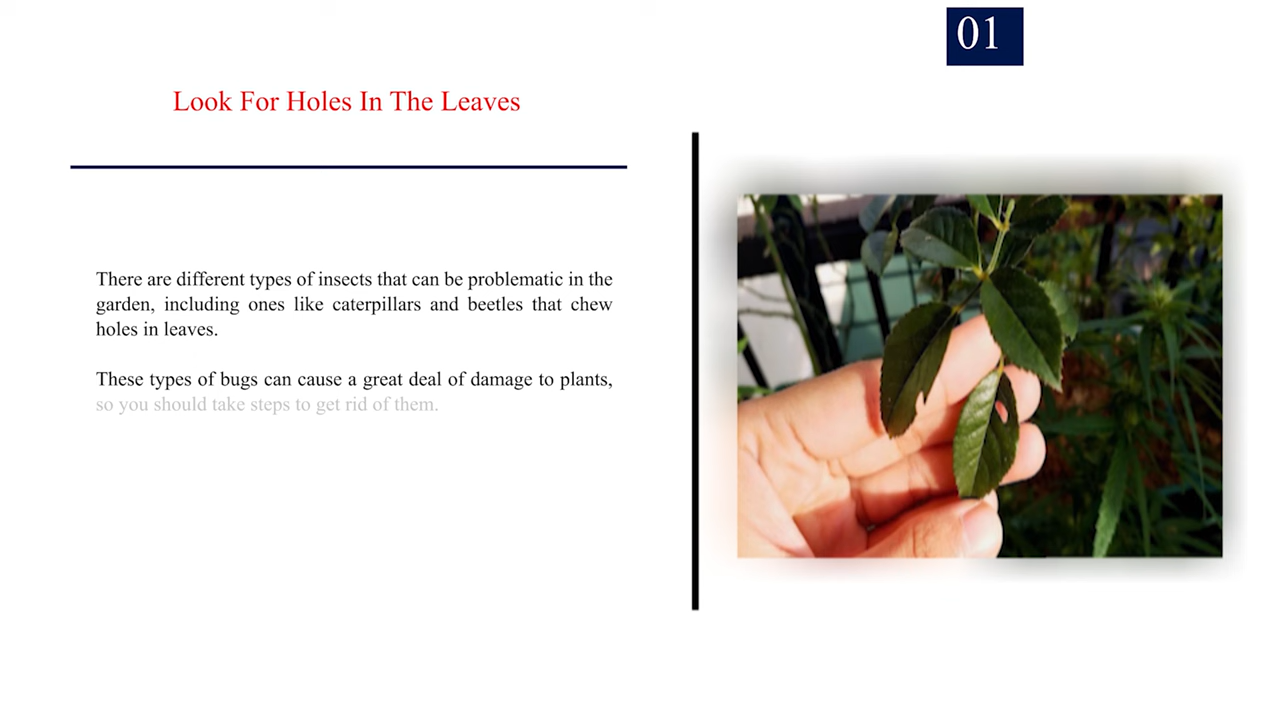 01
Look For Holes In The Leaves
There are different types of insects that can be problematic in the
garden, including ones like caterpillars and beetles that chew
holes in leaves.
These types of bugs can cause a great deal of damage to plants,
so you should take steps to get rid of them.